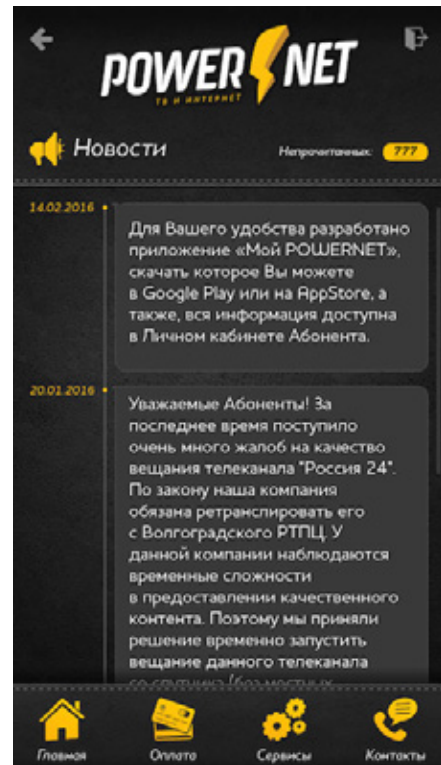 POWER NET
ТВ И ИНТЕРНЕТ
Новости
Непрочитанных: 777
14.02.2016
Для Вашего удобства разработано
приложение «Мой POWERNET»,
скачать которое Вы можете
в Google Play или на AppStore, а
также, вся информация доступна
в Личном кабинете Абонента.
20.01.2016
Уважаемые Абоненты! За
последнее время поступило
очень много жалоб на качество
вещания телеканала "Россия 24".
По закону наша компания
обязана ретранслировать его
с Волгоградского РТПЦ. У
данной компании наблюдаются
временные сложности
в предоставлении качественного
контента. Поэтому мы приняли
решение временно запустить
вещание данного телеканала
со спутника (без местных
Главная
Оплата
Сервисы
Контакты